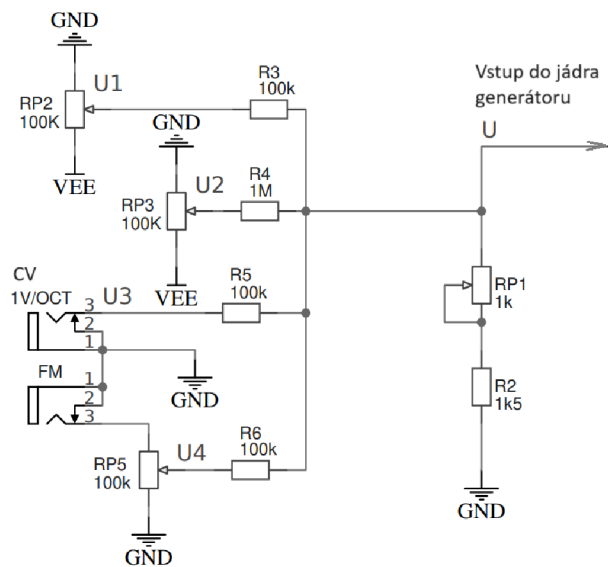 GND
U1
RP2
100K
VEE
R3
100k
GND
U2
RP3
100K
VEE
R4
1M
Vstup do jádra
generátoru
U
CV
1V/OCT
3
2
1
U3
R5
100k
GND
FM
1
2
3
U4
RP5
100k
GND
R6
100k
RP1
1k
R2
1k5
GND